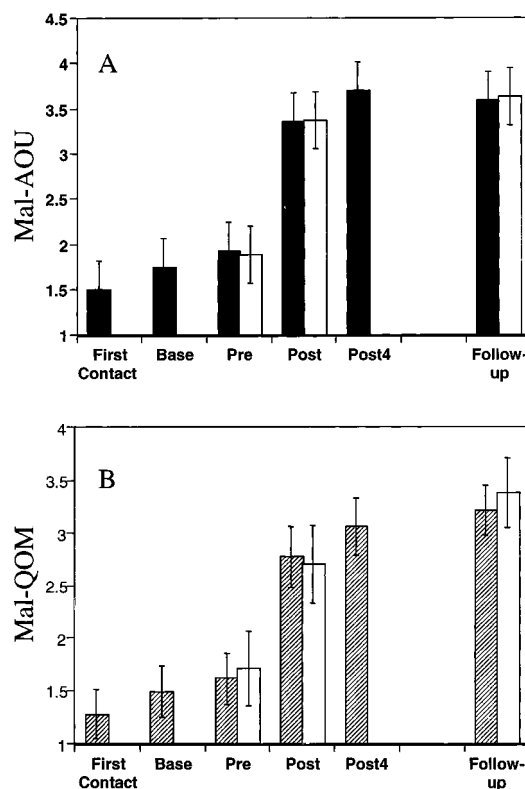 A
Mal-AOU
4.5
4
3.5
3
2.5
2
1.5
1
First Contact
Base
Pre
Post
Post4
Follow-up
B
Mal-QOM
4
3.5
3
2.5
2
1.5
1
First Contact
Base
Pre
Post
Post4
Follow-up